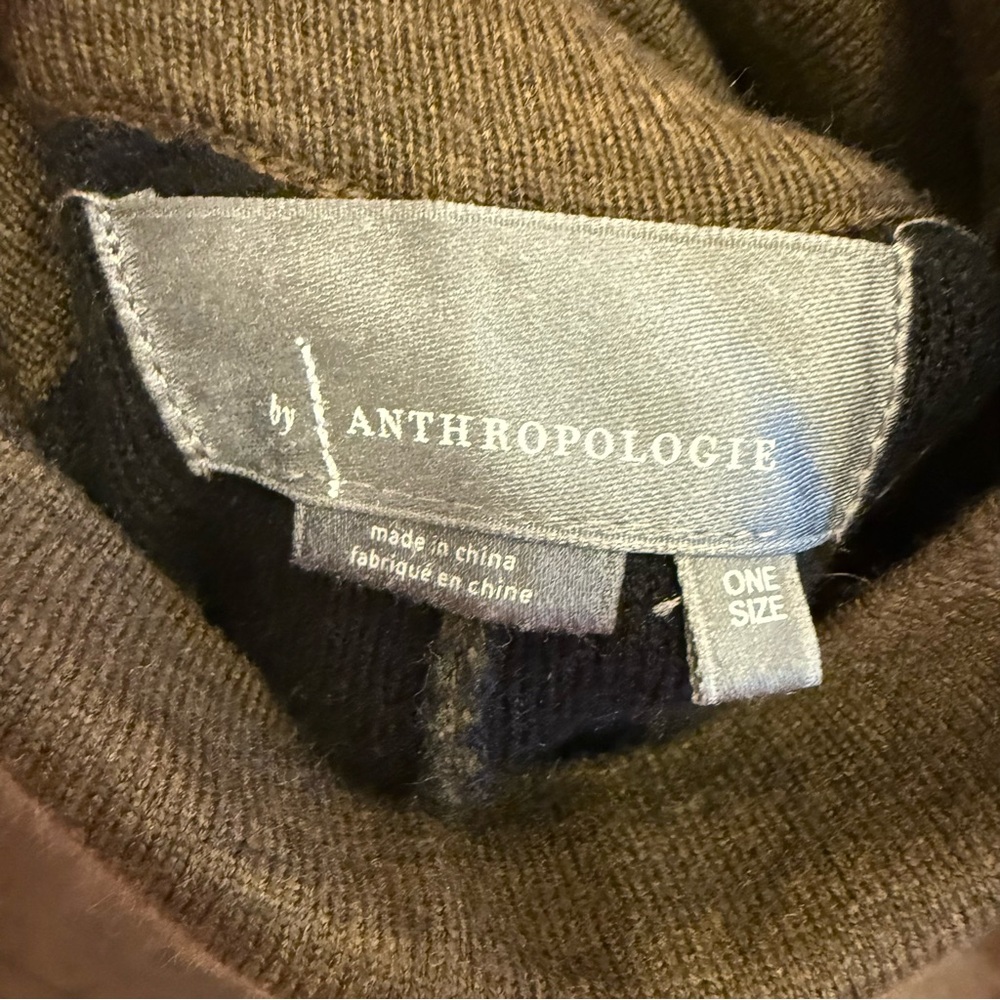 by ANTHROPOLOGIE
made in china
fabriqué en chine
ONE
SIZE